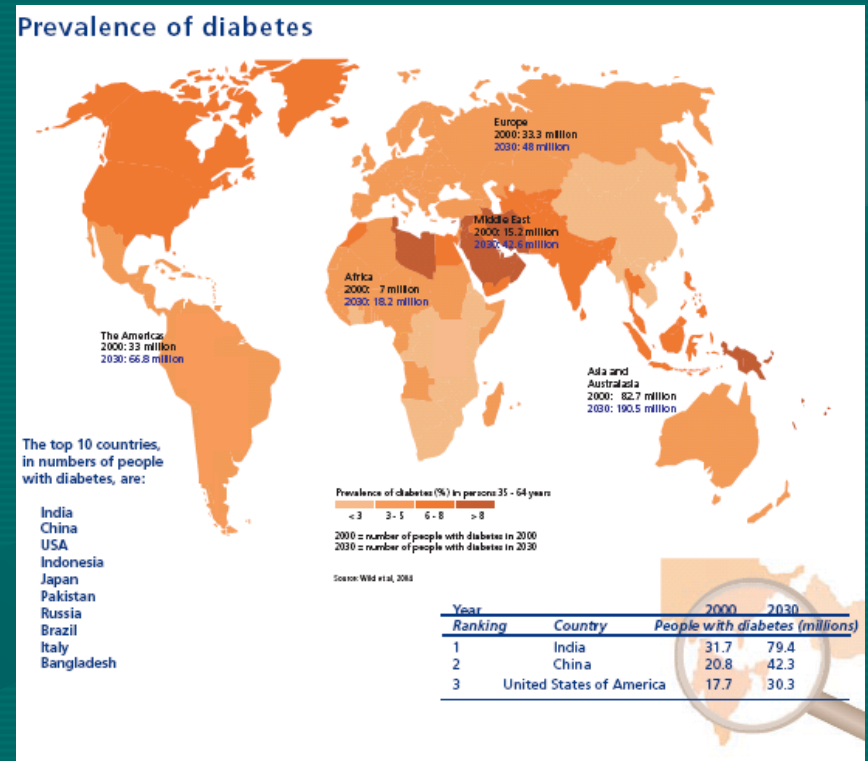 Prevalence of diabetes
Europe
2000: 33.3 million
2030: 48 million
Middle East
2000: 15.2 million
2030: 42.6 million
Africa
2000: 7 million
2030: 18.2 million
The Americas
2000: 33 million
2030: 66.8 million
Asia and
Australasia
2000: 82.7 million
2030: 190.5 million
The top 10 countries,
in numbers of people
with diabetes, are:
India
China
USA
Indonesia
Japan
Pakistan
Russia
Brazil
Italy
Bangladesh
Prevalence of diabetes (%) in persons 35 - 64 years
< 3 3 - 5 6 - 8 > 8
2000 = number of people with diabetes in 2000
2030 = number of people with diabetes in 2030
Source: Wild et al, 2004
Year 2000 2030
Ranking Country People with diabetes (millions)
1 India 31.7 79.4
2 China 20.8 42.3
3 United States of America 17.7 30.3